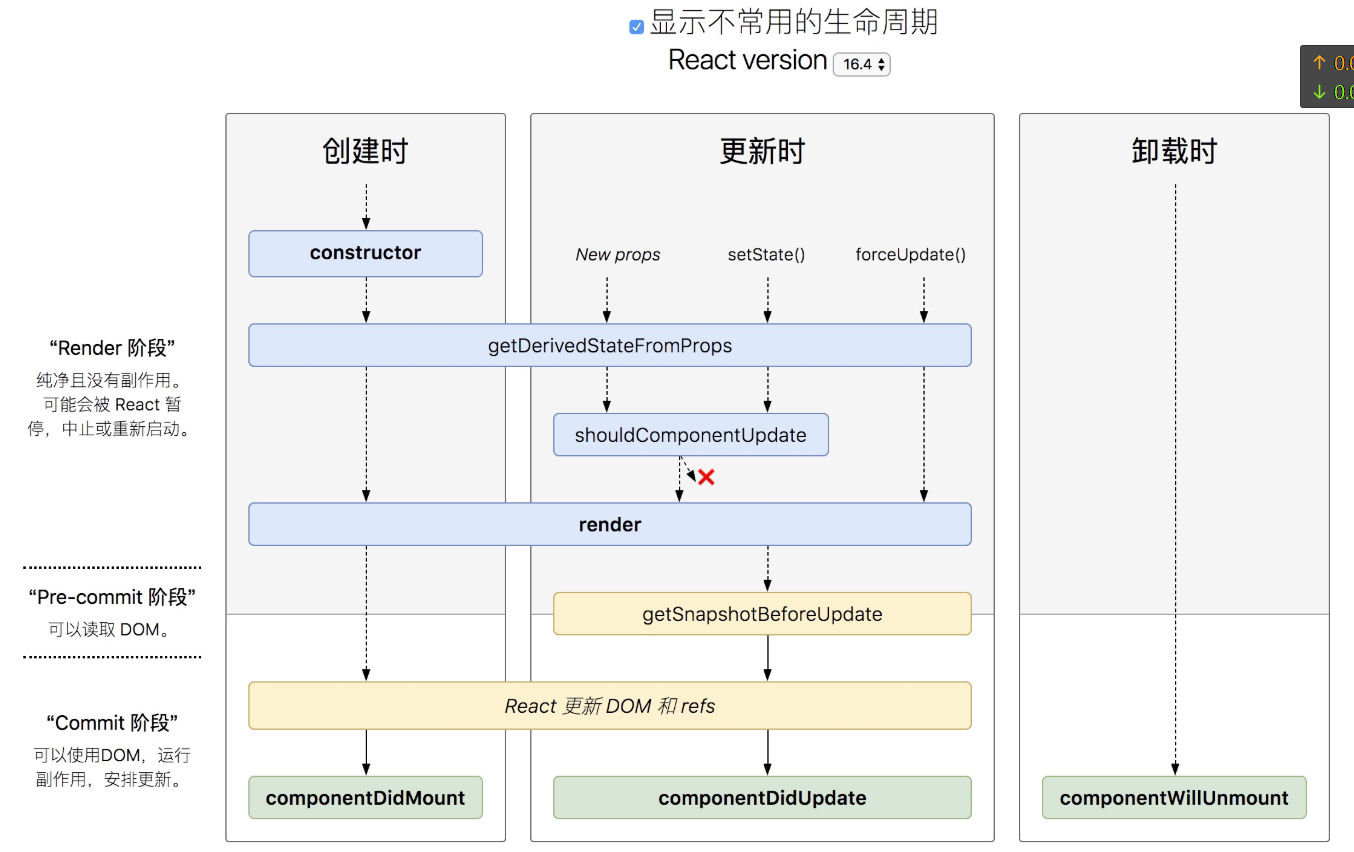 显示不常用的生命周期
React version 16.4
↑ 0.0
↓ 0.0
创建时
更新时
卸载时
constructor
New props
setState()
forceUpdate()
“Render 阶段”
纯净且没有副作用。
可能会被 React 暂
停，中止或重新启动。
getDerivedStateFromProps
shouldComponentUpdate
render
“Pre-commit 阶段”
可以读取 DOM。
getSnapshotBeforeUpdate
React 更新 DOM 和 refs
“Commit 阶段”
可以使用DOM，运行
副作用，安排更新。
componentDidMount
componentDidUpdate
componentWillUnmount